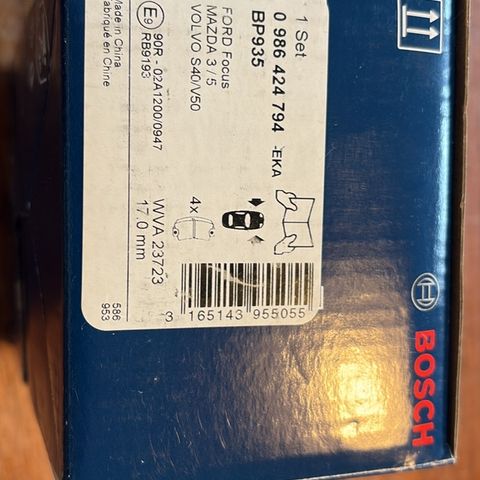 1 Set
0 986 424 794 -EKA
BP935
FORD Focus
MAZDA 3 / 5
VOLVO S40/V50
4x
WVA 23723
17.0 mm
E9 90R - 02A1200/0947
RB9193
Made in China
Fabriqué en Chine
586
953
3 165143 955055
BOSCH